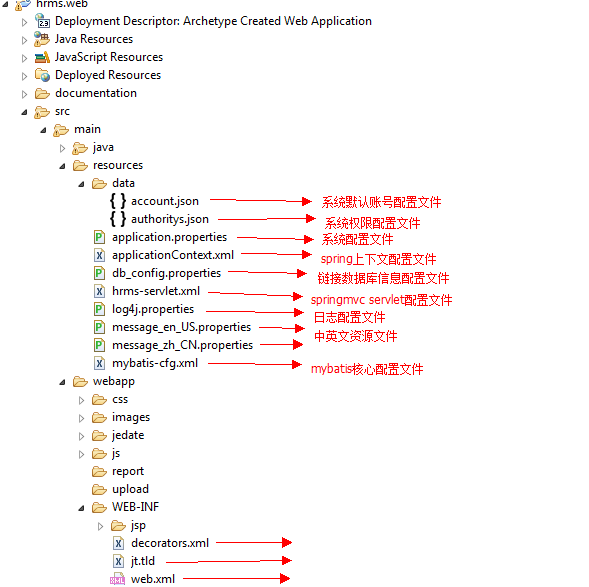 hrms.web
Deployment Descriptor: Archetype Created Web Application
Java Resources
JavaScript Resources
Deployed Resources
documentation
src
main
java
resources
data
account.json 系统默认账号配置文件
authoritys.json 系统权限配置文件
application.properties 系统配置文件
applicationContext.xml spring上下文配置文件
db_config.properties 链接数据库信息配置文件
hrms-servlet.xml springmvc servlet配置文件
log4j.properties 日志配置文件
message_en_US.properties 中英文资源文件
message_zh_CN.properties
mybatis-cfg.xml mybatis核心配置文件
webapp
css
images
jedate
js
report
upload
WEB-INF
jsp
decorators.xml
jt.tld
web.xml